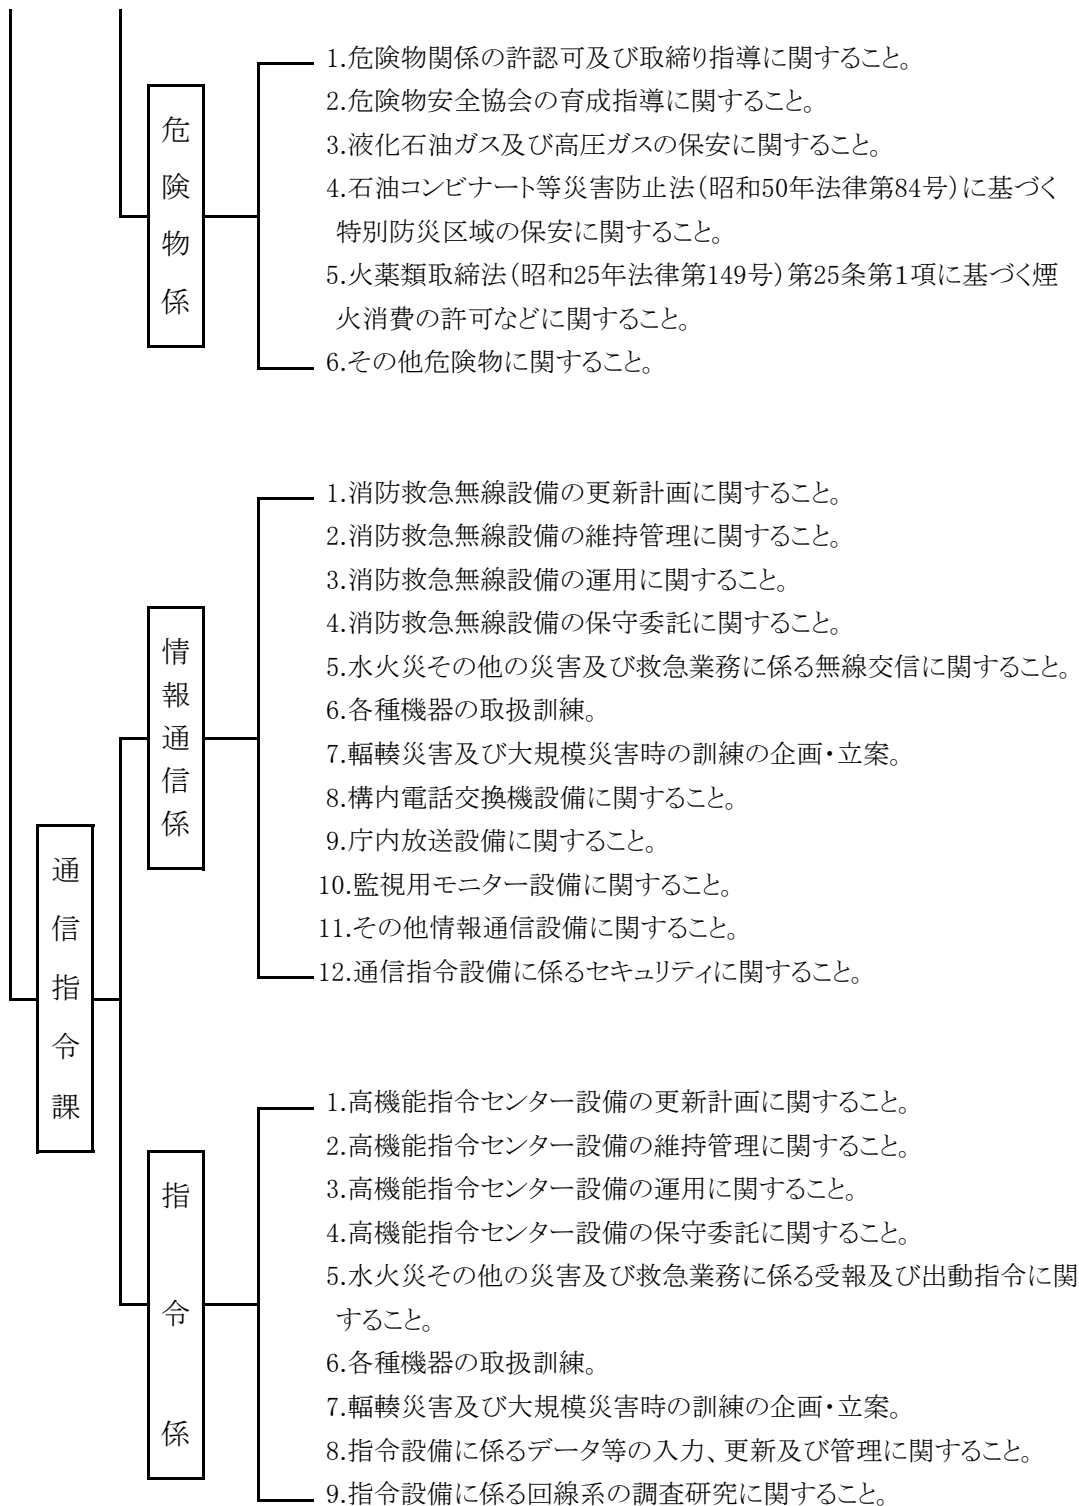 危険物係
1.危険物関係の許認可及び取締り指導に関すること。
2.危険物安全協会の育成指導に関すること。
3.液化石油ガス及び高圧ガスの保安に関すること。
4.石油コンビナート等災害防止法(昭和50年法律第84号)に基づく
特別防災区域の保安に関すること。
5.火薬類取締法(昭和25年法律第149号)第25条第1項に基づく煙
火消費の許可などに関すること。
6.その他危険物に関すること。
通信指令課
情報通信係
1.消防救急無線設備の更新計画に関すること。
2.消防救急無線設備の維持管理に関すること。
3.消防救急無線設備の運用に関すること。
4.消防救急無線設備の保守委託に関すること。
5.水火災その他の災害及び救急業務に係る無線交信に関すること。
6.各種機器の取扱訓練。
7.輻輳災害及び大規模災害時の訓練の企画・立案。
8.構内電話交換機設備に関すること。
9.庁内放送設備に関すること。
10.監視用モニター設備に関すること。
11.その他情報通信設備に関すること。
12.通信指令設備に係るセキュリティに関すること。
指令係
1.高機能指令センター設備の更新計画に関すること。
2.高機能指令センター設備の維持管理に関すること。
3.高機能指令センター設備の運用に関すること。
4.高機能指令センター設備の保守委託に関すること。
5.水火災その他の災害及び救急業務に係る受報及び出動指令に関
すること。
6.各種機器の取扱訓練。
7.輻輳災害及び大規模災害時の訓練の企画・立案。
8.指令設備に係るデータ等の入力、更新及び管理に関すること。
9.指令設備に係る回線系の調査研究に関すること。